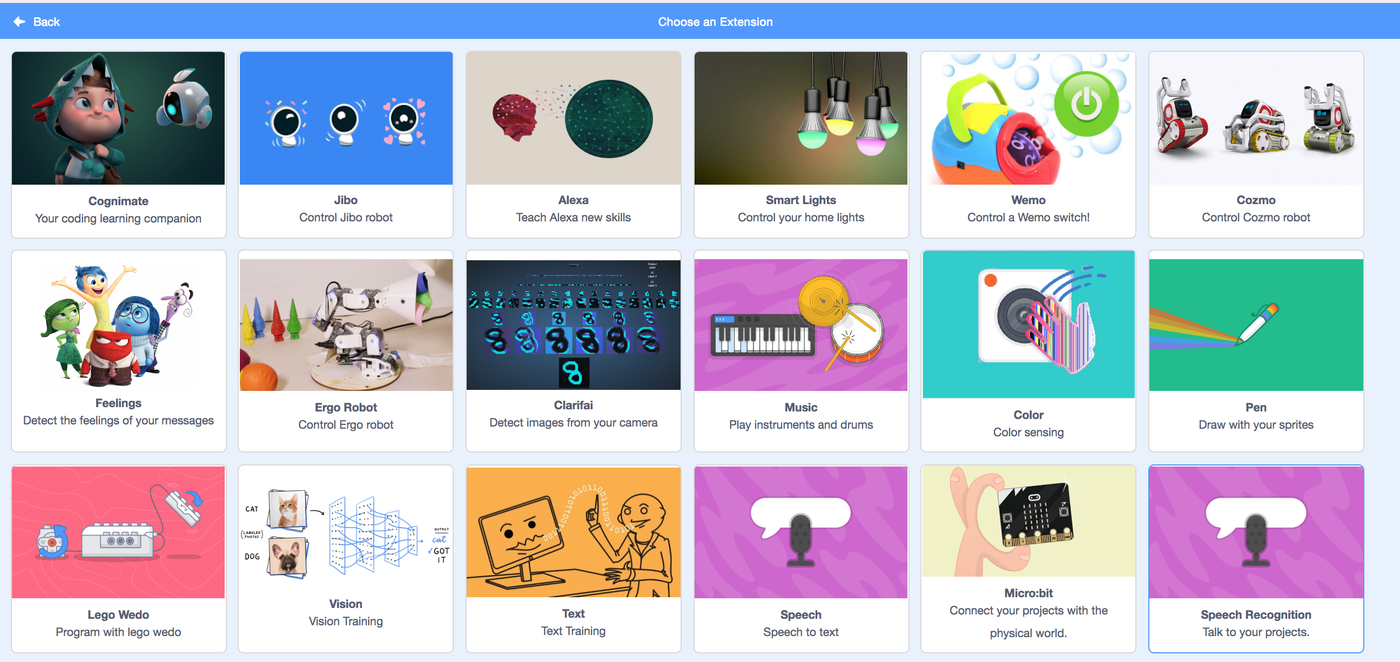 Back
Choose an Extension
Cognimate
Your coding learning companion
Jibo
Control Jibo robot
Alexa
Teach Alexa new skills
Smart Lights
Control your home lights
Wemo
Control a Wemo switch!
Cozmo
Control Cozmo robot
Feelings
Detect the feelings of your messages
Ergo Robot
Control Ergo robot
Clarifai
Detect images from your camera
Music
Play instruments and drums
Color
Color sensing
Pen
Draw with your sprites
Lego Wedo
Program with lego wedo
CAT
(LABELED
PHOTOS)
DOG
OUTPUT
cat
✓GOT
IT
Vision
Vision Training
Text
Text Training
Speech
Speech to text
Micro:bit
Connect your projects with the
physical world.
Speech Recognition
Talk to your projects.